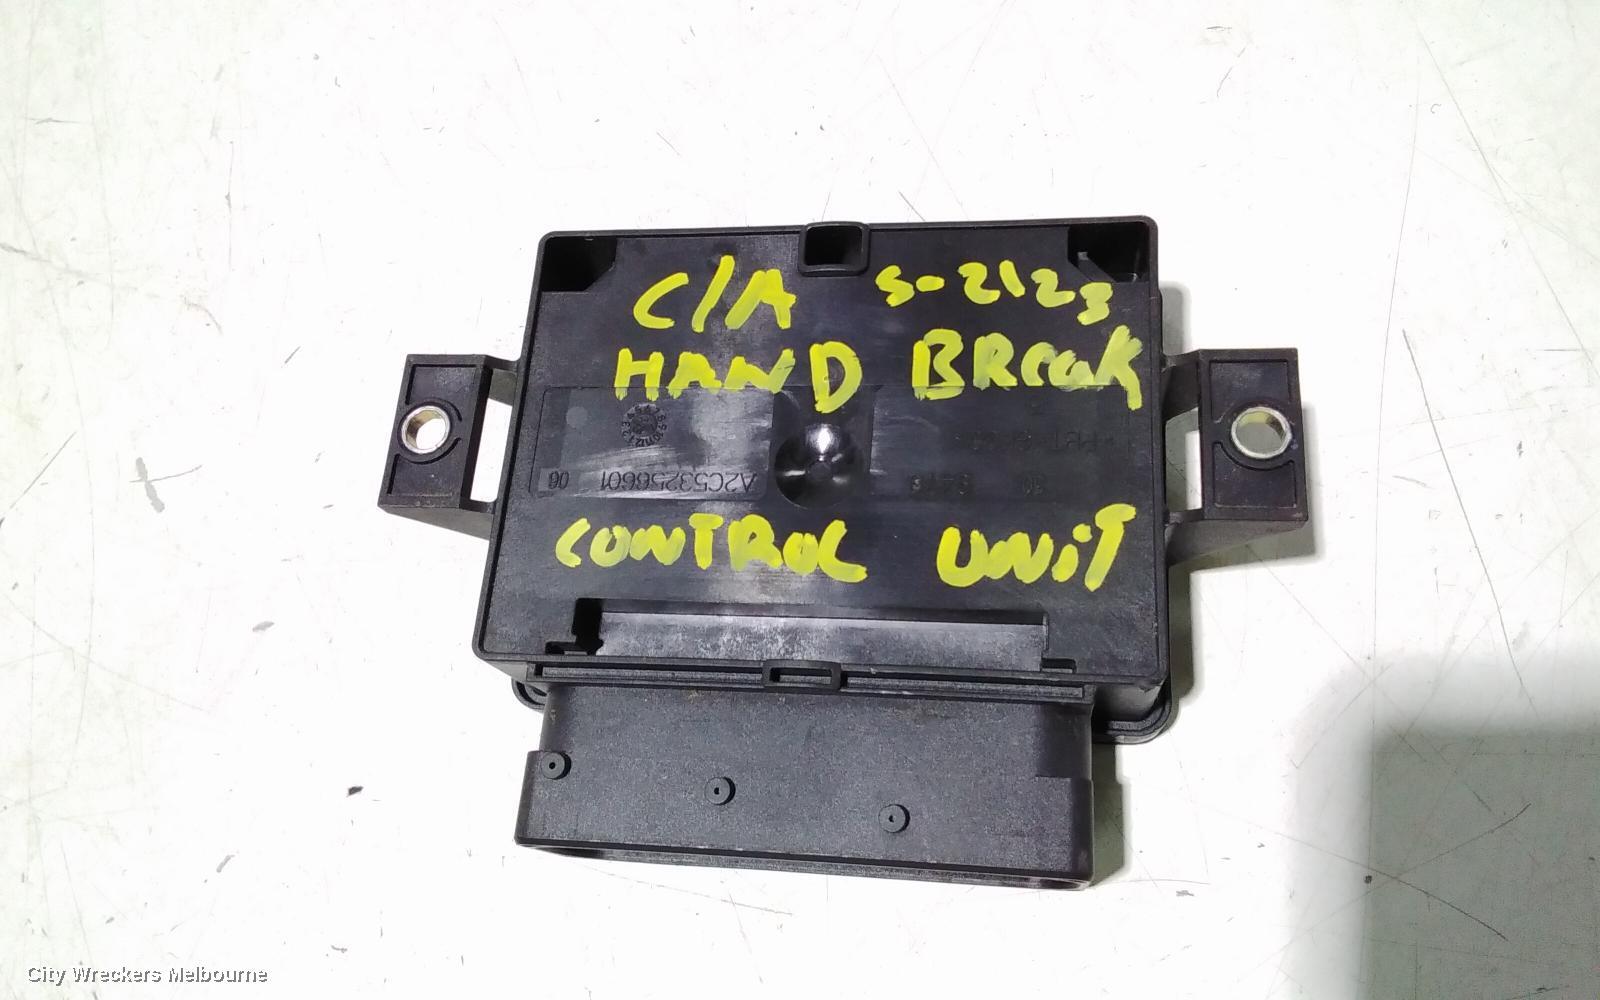 C/A S-2123
HAND BReaK
A2C53256601 06
CONTROL UNiT
City Wreckers Melbourne